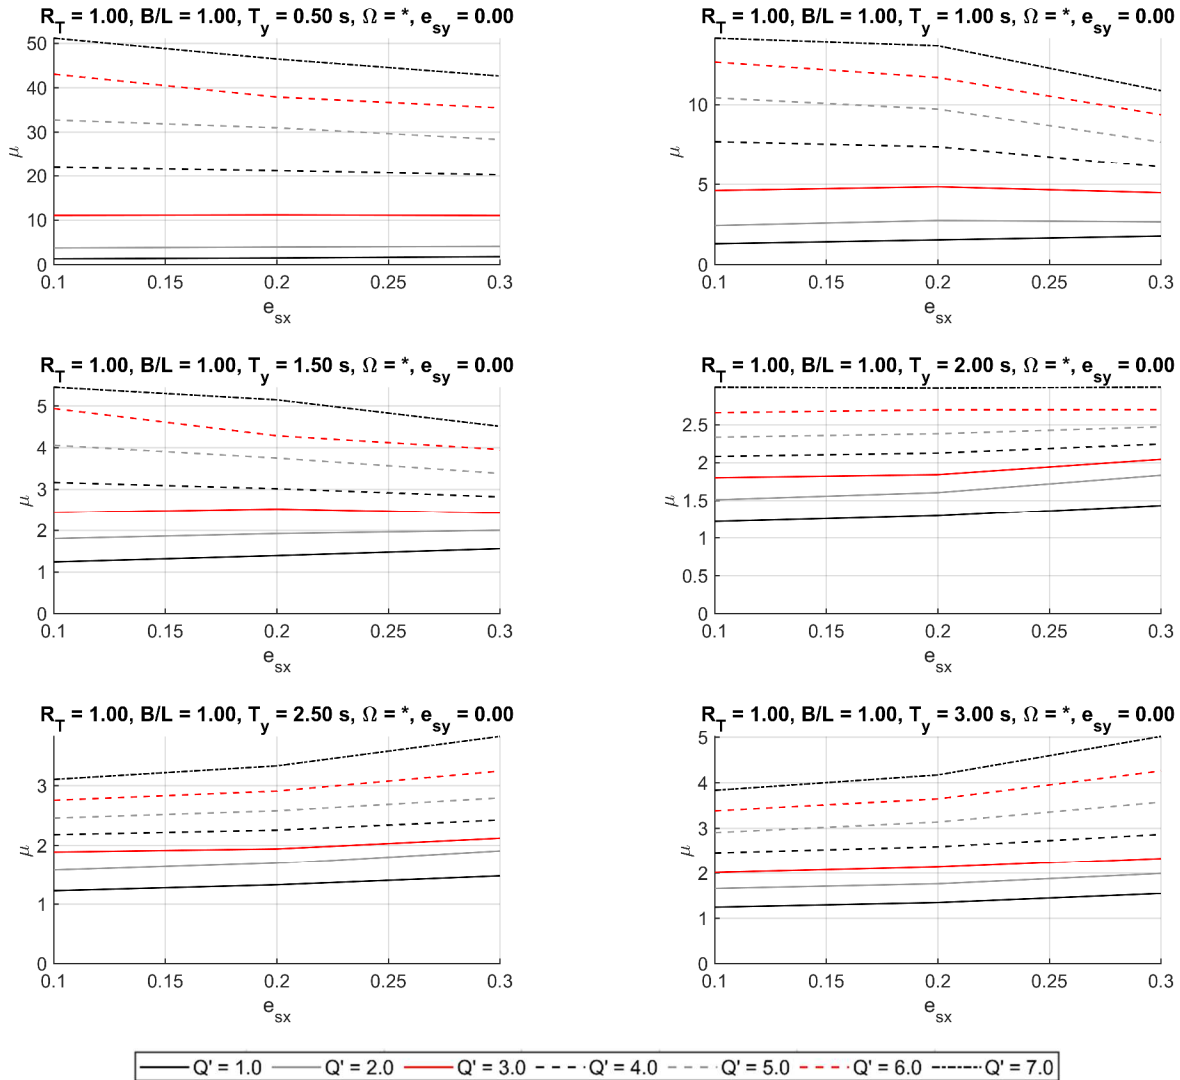 R_T = 1.00, B/L = 1.00, T_y = 0.50 s, Ω = *, e_sy = 0.00
50
40
30
20
10
0
μ
0.1 0.15 0.2 0.25 0.3
e_sx
R_T = 1.00, B/L = 1.00, T_y = 1.00 s, Ω = *, e_sy = 0.00
10
5
0
μ
0.1 0.15 0.2 0.25 0.3
e_sx
R_T = 1.00, B/L = 1.00, T_y = 1.50 s, Ω = *, e_sy = 0.00
5
4
3
2
1
0
μ
0.1 0.15 0.2 0.25 0.3
e_sx
R_T = 1.00, B/L = 1.00, T_y = 2.00 s, Ω = *, e_sy = 0.00
2.5
2
1.5
1
0.5
0
μ
0.1 0.15 0.2 0.25 0.3
e_sx
R_T = 1.00, B/L = 1.00, T_y = 2.50 s, Ω = *, e_sy = 0.00
3
2
1
0
μ
0.1 0.15 0.2 0.25 0.3
e_sx
R_T = 1.00, B/L = 1.00, T_y = 3.00 s, Ω = *, e_sy = 0.00
5
4
3
2
1
0
μ
0.1 0.15 0.2 0.25 0.3
e_sx
Q' = 1.0 Q' = 2.0 Q' = 3.0 Q' = 4.0 Q' = 5.0 Q' = 6.0 Q' = 7.0